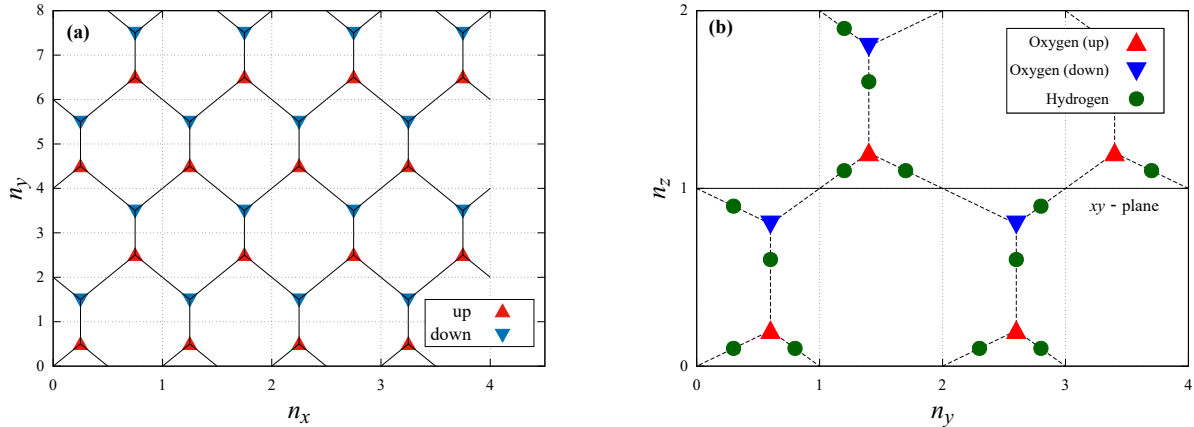 (a)
8
7
6
5
4
3
2
1
0
n_y
up
down
0 1 2 3 4
n_x
(b)
2
1
0
n_z
Oxygen (up)
Oxygen (down)
Hydrogen
xy - plane
0 1 2 3 4
n_y